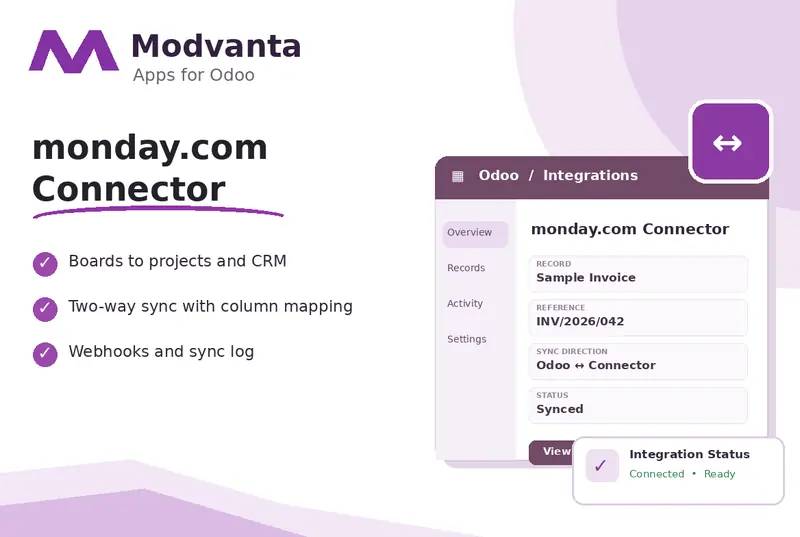 Modvanta
Apps for Odoo
monday.com
Connector
Boards to projects and CRM
Two-way sync with column mapping
Webhooks and sync log
Odoo / Integrations
Overview
Records
Activity
Settings
monday.com Connector
RECORD
Sample Invoice
REFERENCE
INV/2026/042
SYNC DIRECTION
Odoo ↔ Connector
STATUS
Synced
View
Integration Status
Connected • Ready